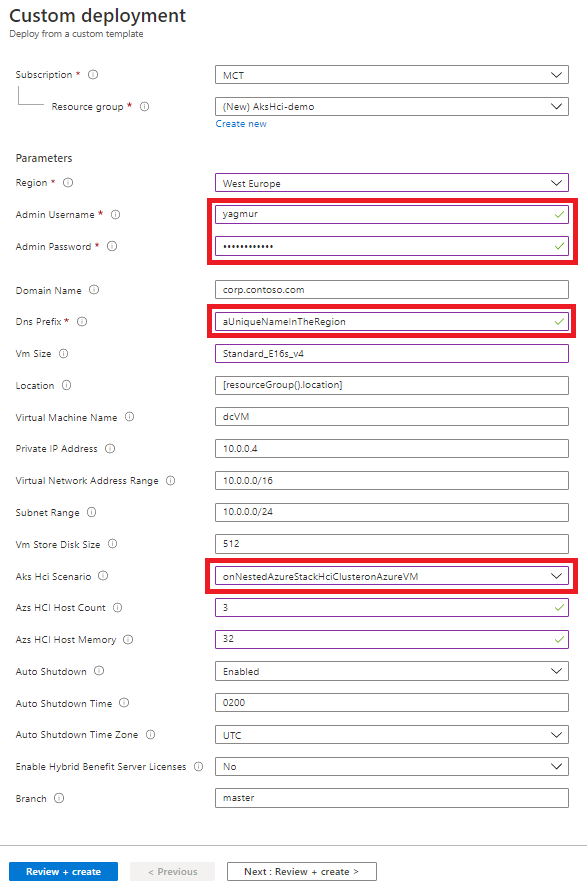 Custom deployment
Deploy from a custom template
Subscription * MCT
Resource group * (New) AksHci-demo
Create new
Parameters
Region * West Europe
Admin Username * yagmur
Admin Password * ••••••••••••
Domain Name corp.contoso.com
Dns Prefix * aUniqueNameInTheRegion
Vm Size Standard_E16s_v4
Location [resourceGroup().location]
Virtual Machine Name dcVM
Private IP Address 10.0.0.4
Virtual Network Address Range 10.0.0.0/16
Subnet Range 10.0.0.0/24
Vm Store Disk Size 512
Aks Hci Scenario onNestedAzureStackHciClusteronAzureVM
Azs HCI Host Count 3
Azs HCI Host Memory 32
Auto Shutdown Enabled
Auto Shutdown Time 0200
Auto Shutdown Time Zone UTC
Enable Hybrid Benefit Server Licenses No
Branch master
Review + create < Previous Next : Review + create >